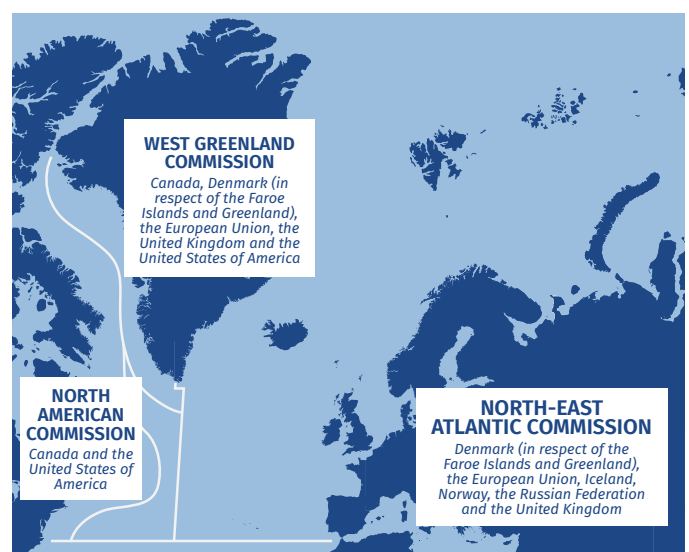 WEST GREENLAND
COMMISSION
Canada, Denmark (in
respect of the Faroe
Islands and Greenland),
the European Union, the
United Kingdom and the
United States of America
NORTH
AMERICAN
COMMISSION
Canada and the
United States of
America
NORTH-EAST
ATLANTIC COMMISSION
Denmark (in respect of the
Faroe Islands and Greenland),
the European Union, Iceland,
Norway, the Russian Federation
and the United Kingdom